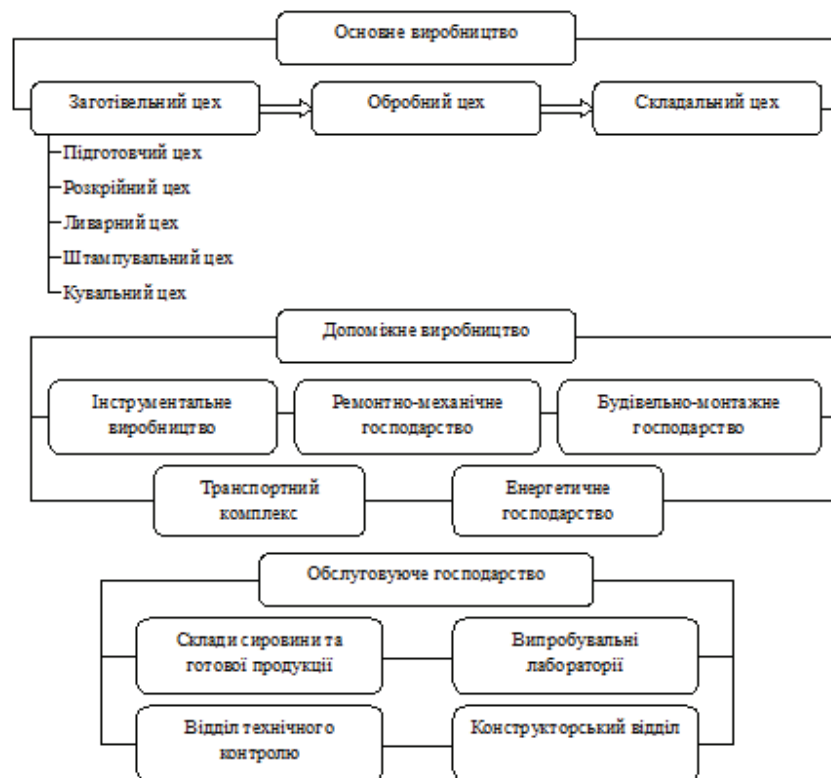 Основне виробництво
Заготівельний цех
Обробний цех
Складальний цех
Підготовчий цех
Розкрійний цех
Ливарний цех
Штампувальний цех
Кувальний цех
Допоміжне виробництво
Інструментальне
виробництво
Ремонтно-механічне
господарство
Будівельно-монтажне
господарство
Транспортний
комплекс
Енергетичне
господарство
Обслуговуюче господарство
Склади сировини та
готової продукції
Випробувальні
лабораторії
Відділ технічного
контролю
Конструкторський відділ